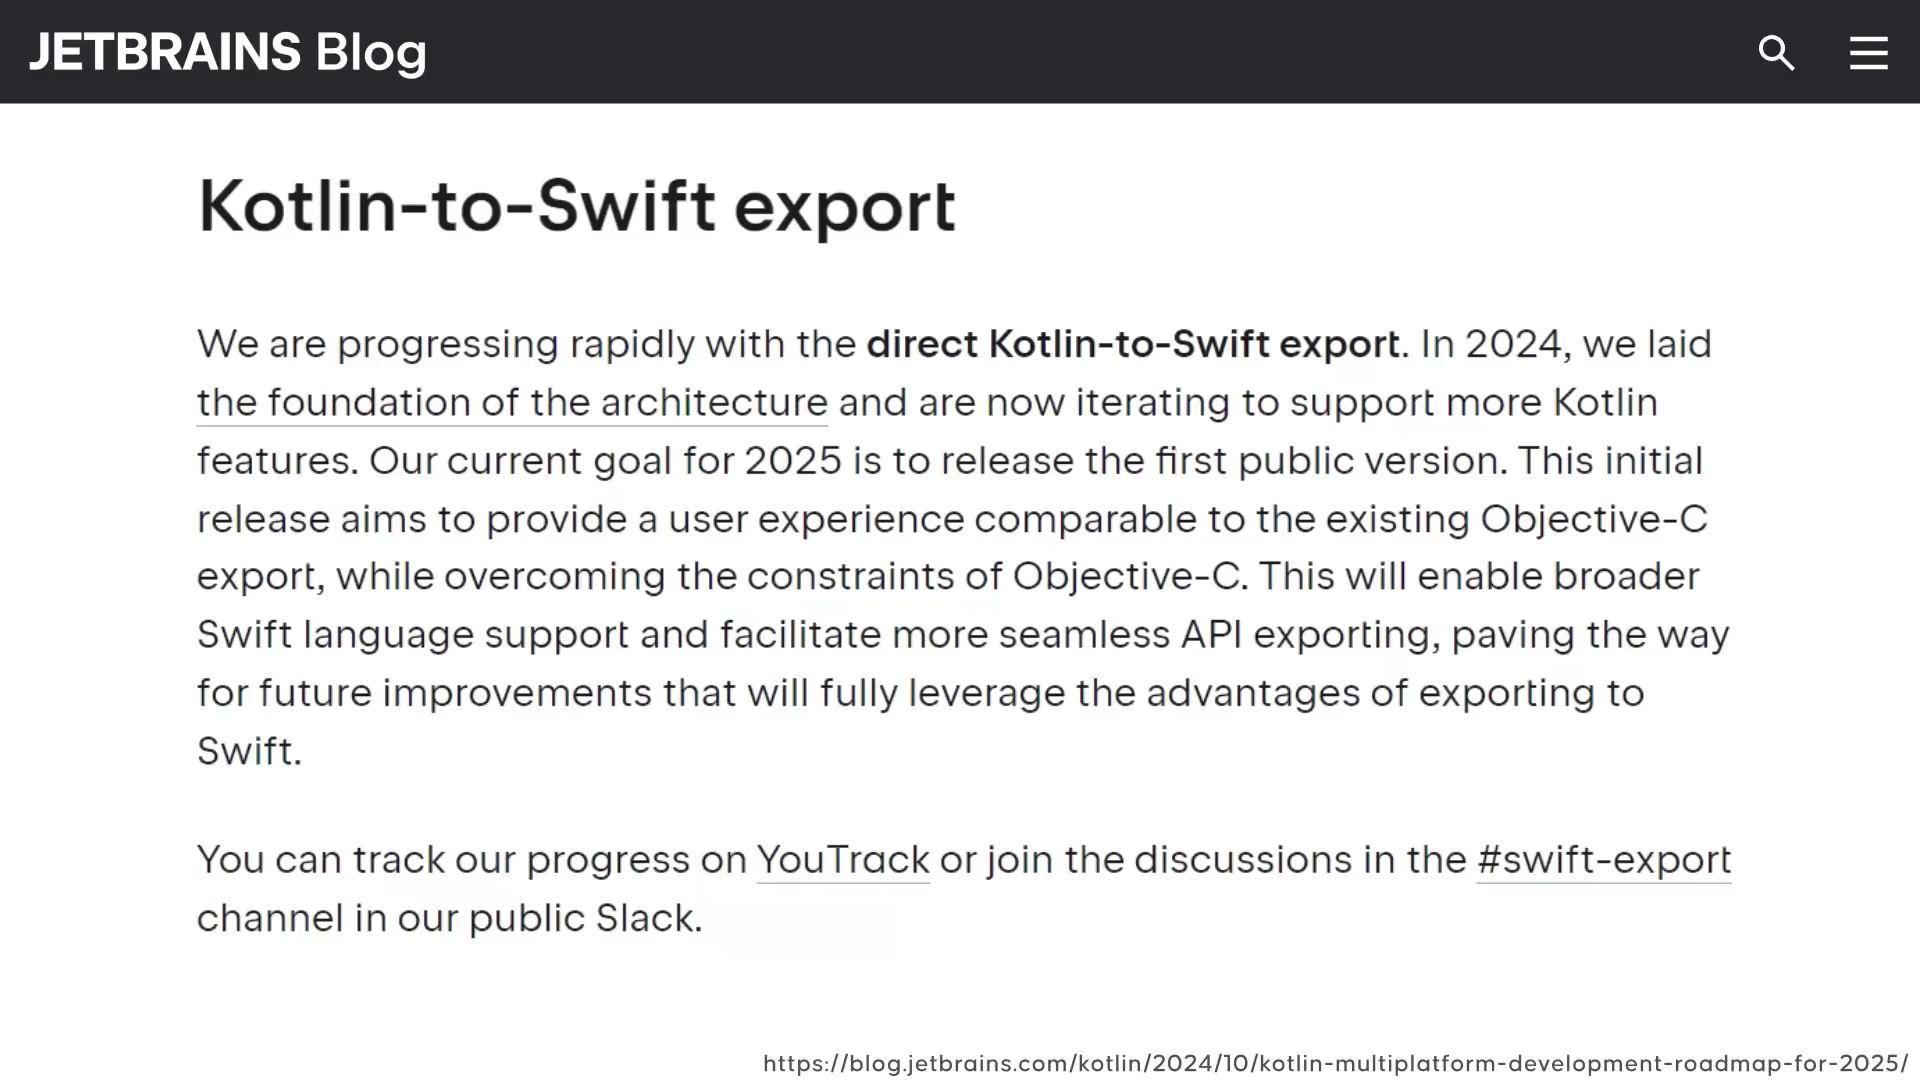 JETBRAINS Blog
Kotlin-to-Swift export
We are progressing rapidly with the direct Kotlin-to-Swift export. In 2024, we laid
the foundation of the architecture and are now iterating to support more Kotlin
features. Our current goal for 2025 is to release the first public version. This initial
release aims to provide a user experience comparable to the existing Objective-C
export, while overcoming the constraints of Objective-C. This will enable broader
Swift language support and facilitate more seamless API exporting, paving the way
for future improvements that will fully leverage the advantages of exporting to
Swift.
You can track our progress on YouTrack or join the discussions in the #swift-export
channel in our public Slack.
https://blog.jetbrains.com/kotlin/2024/10/kotlin-multiplatform-development-roadmap-for-2025/